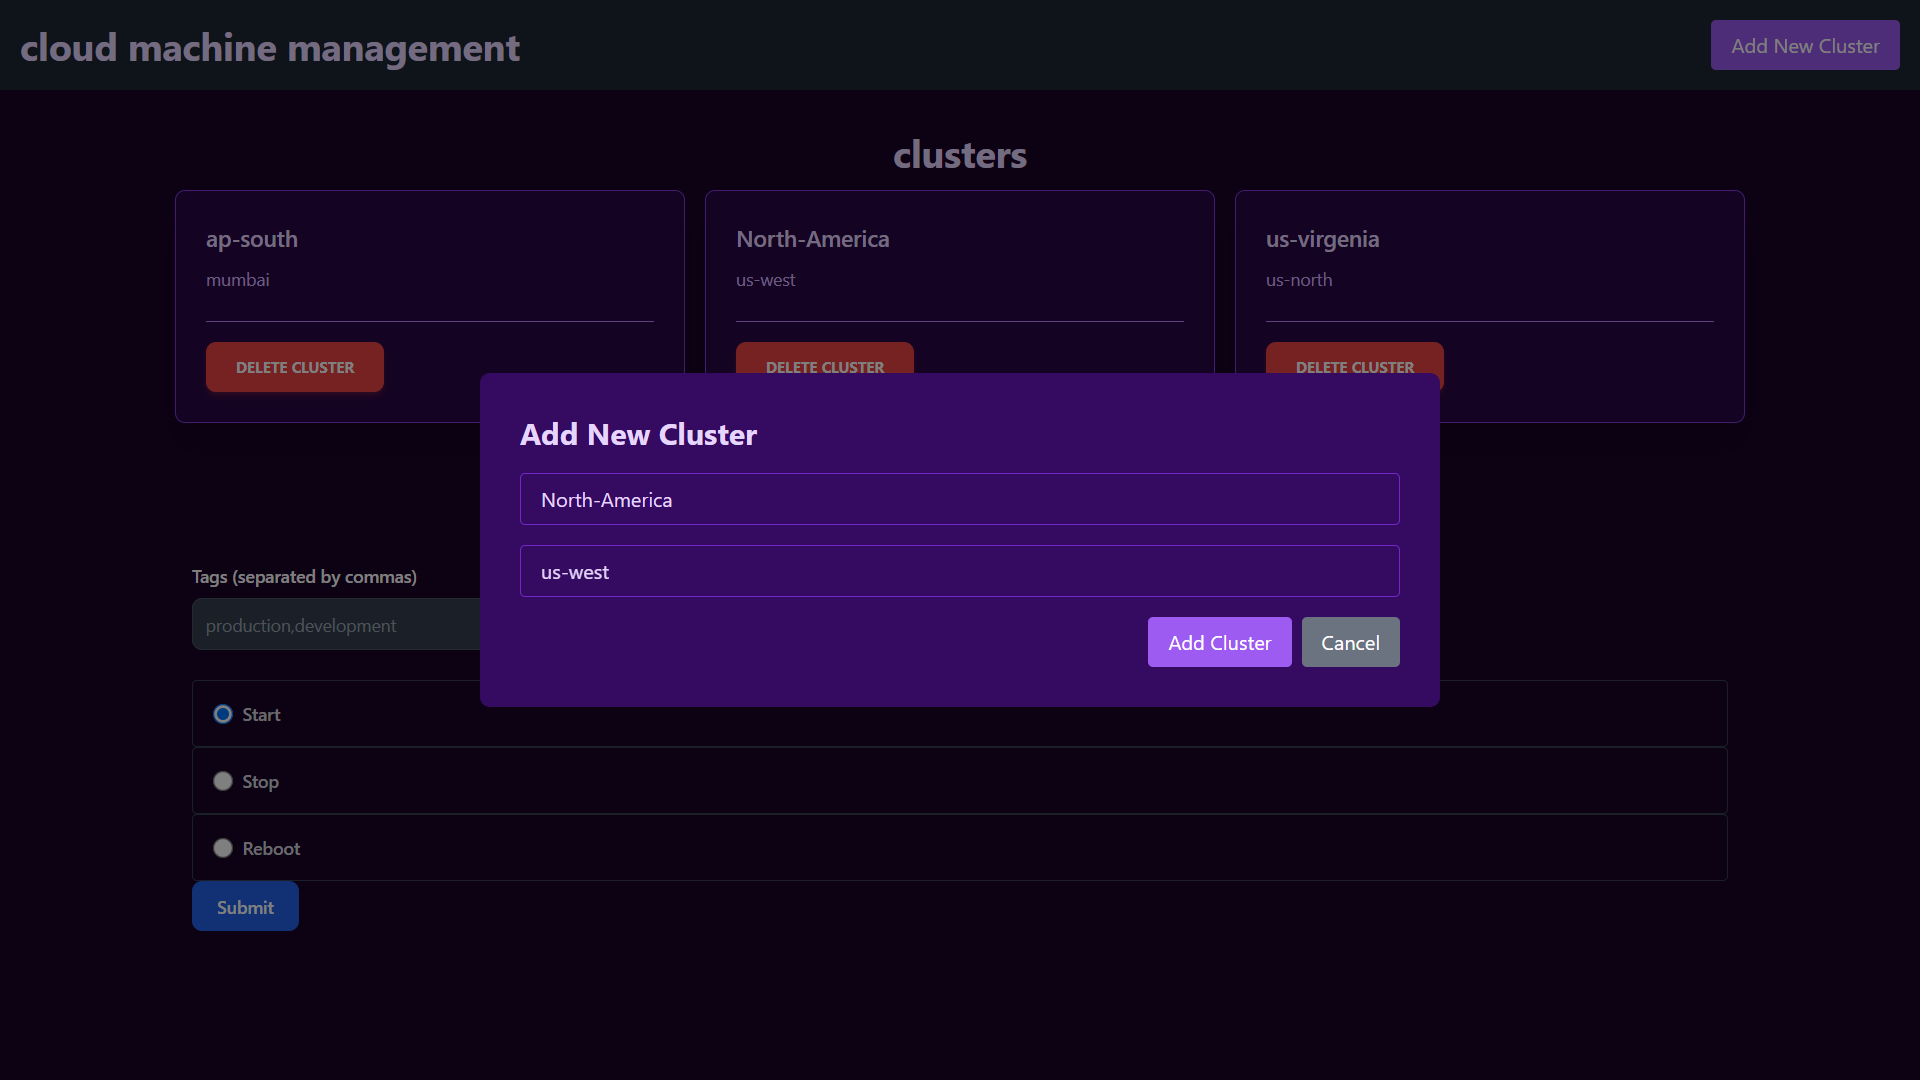 cloud machine management
Add New Cluster
clusters
ap-south
mumbai
DELETE CLUSTER
North-America
us-west
DELETE CLUSTER
us-virgenia
us-north
DELETE CLUSTER
Add New Cluster
North-America
us-west
Add Cluster
Cancel
Tags (separated by commas)
production,development
Start
Stop
Reboot
Submit